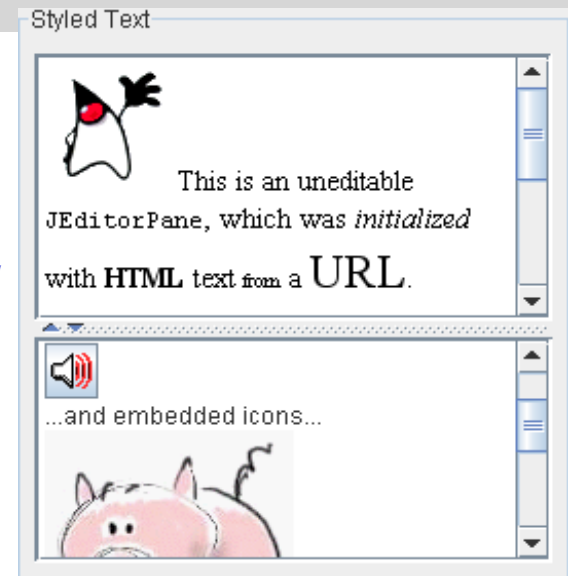 Styled Text
This is an uneditable
JEditorPane, which was initialized
with HTML text from a URL.
...and embedded icons...